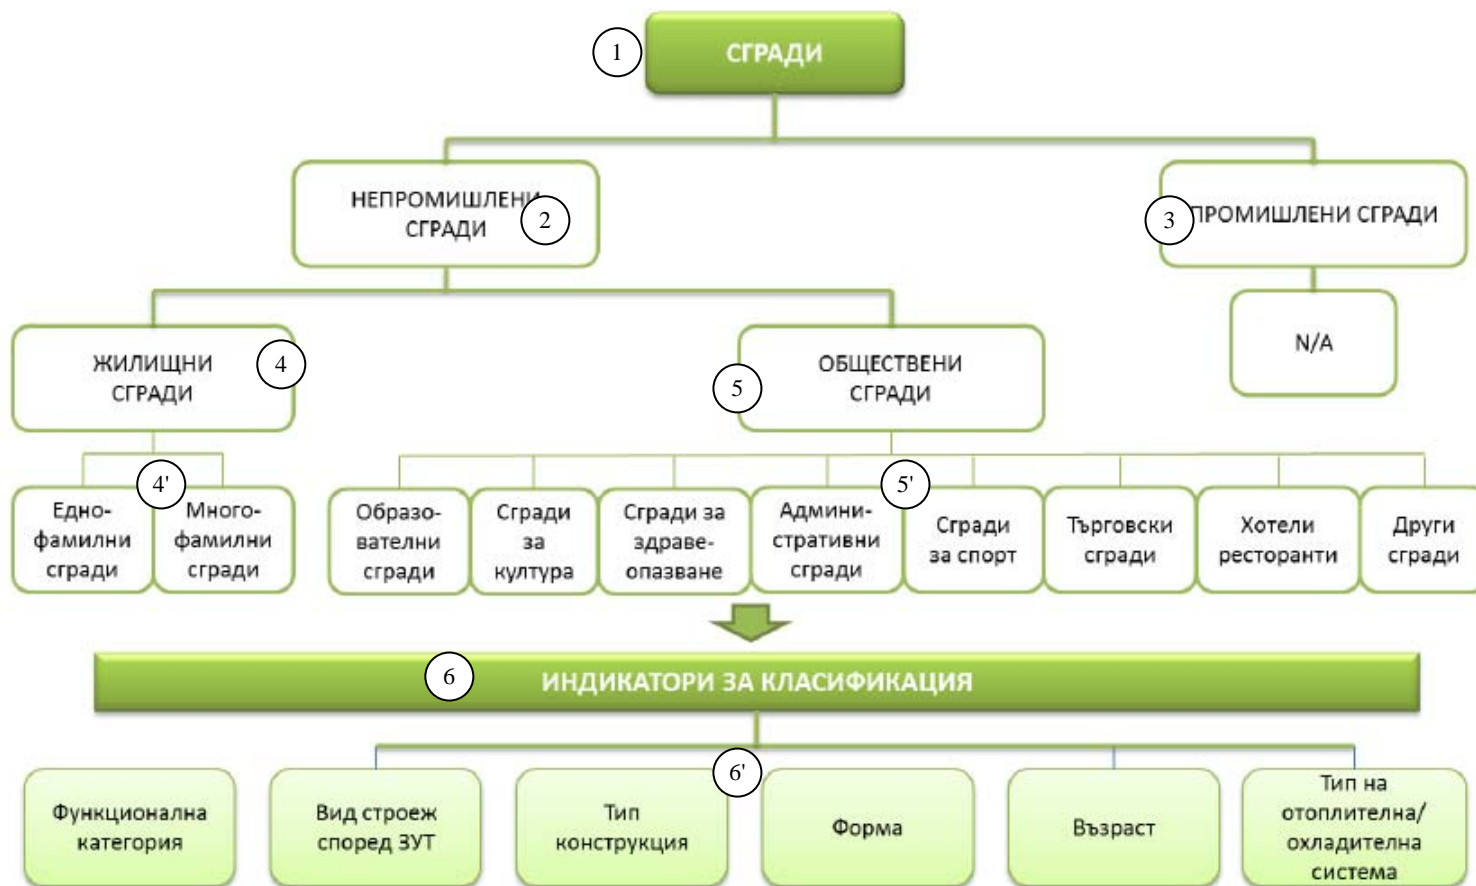 1
СГРАДИ
НЕПРОМИШЛЕНИ
СГРАДИ
2
3
ПРОМИШЛЕНИ СГРАДИ
ЖИЛИЩНИ
СГРАДИ
4
5
ОБЩЕСТВЕНИ
СГРАДИ
N/A
4'
5'
Едно-
фамилни
сгради
Много-
фамилни
сгради
Образо-
вателни
сгради
Сгради
за
култура
Сгради за
здраве-
опазване
Админи-
стративни
сгради
Сгради
за спорт
Търговски
сгради
Хотели
ресторанти
Други
сгради
6
ИНДИКАТОРИ ЗА КЛАСИФИКАЦИЯ
6'
Функционална
категория
Вид строеж
според ЗУТ
Тип
конструкция
Форма
Възраст
Тип на
отоплителна/
охладителна
система